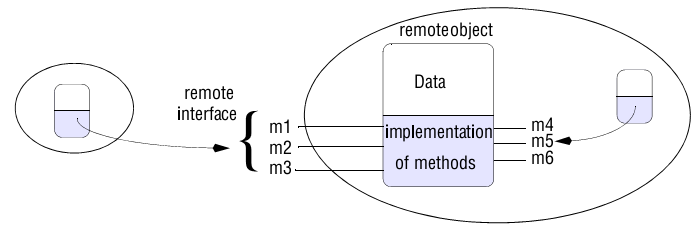 remoteobject
remote
interface
{
Data
m1
m2
m3
implementation
of methods
m4
m5
m6